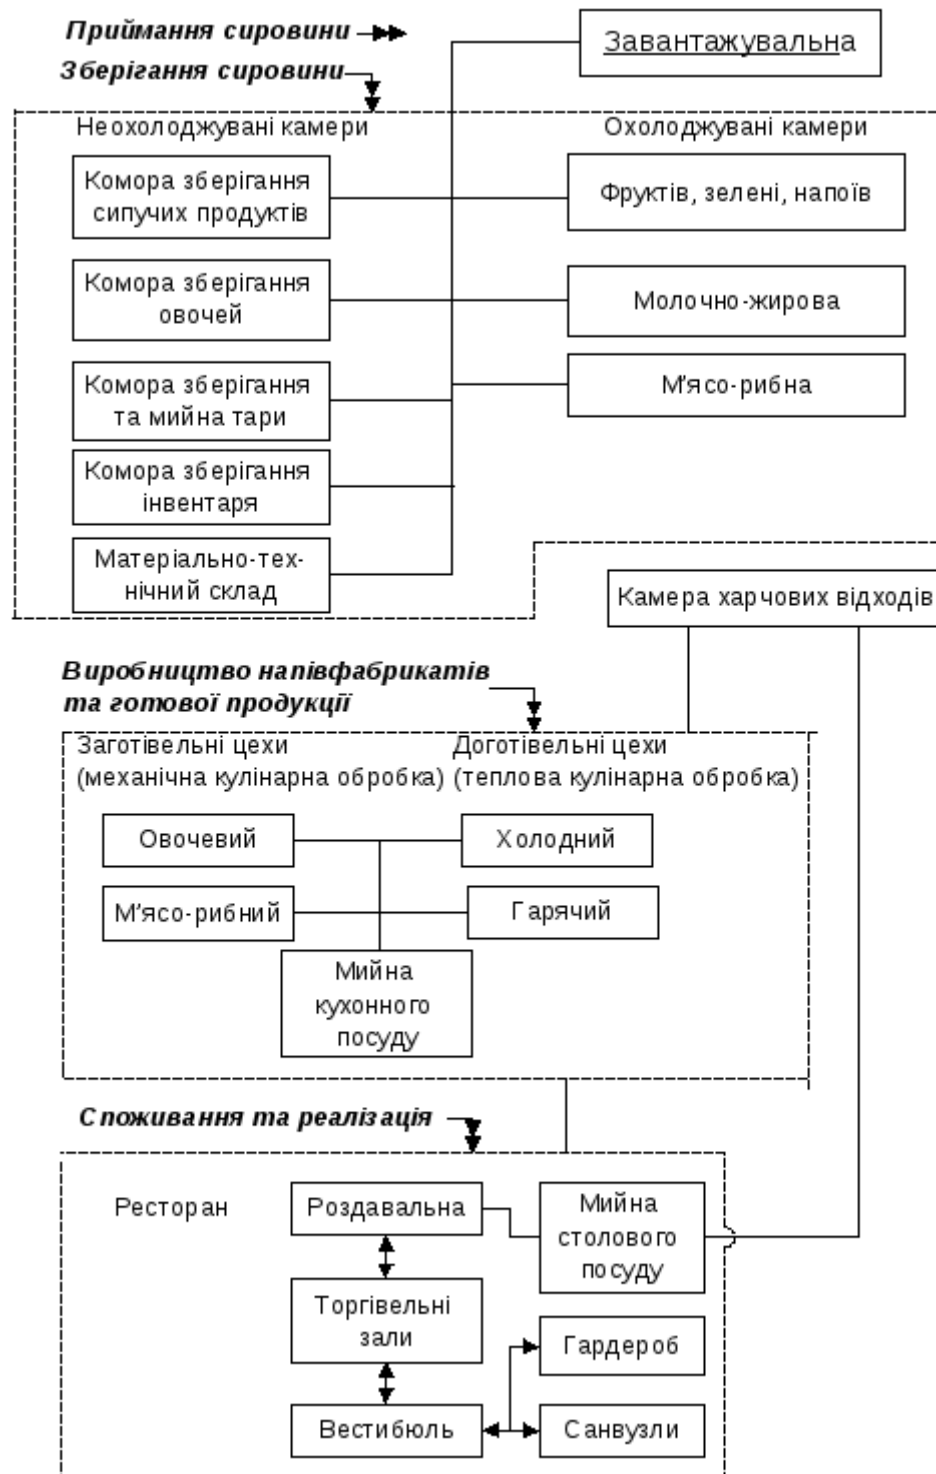 Приймання сировини
Завантажувальна
Зберігання сировини
Неохолоджувані камери
Охолоджувані камери
Комора зберігання
сипучих продуктів
Фруктів, зелені, напоїв
Комора зберігання
овочей
Молочно-жирова
Комора зберігання
та мийна тари
М'ясо-рибна
Комора зберігання
інвентаря
Матеріально-тех-
нічний склад
Камера харчових відходів
Виробництво напівфабрикатів
та готової продукції
Заготівельні цехи
(механічна кулінарна обробка)
Доготівельні цехи
(теплова кулінарна обробка)
Овочевий
Холодний
М'ясо-рибний
Гарячий
Мийна
кухонного
посуду
Споживання та реалізація
Ресторан
Роздавальна
Мийна
столового
посуду
Торгівельні
зали
Гардероб
Вестибюль
Санвузли